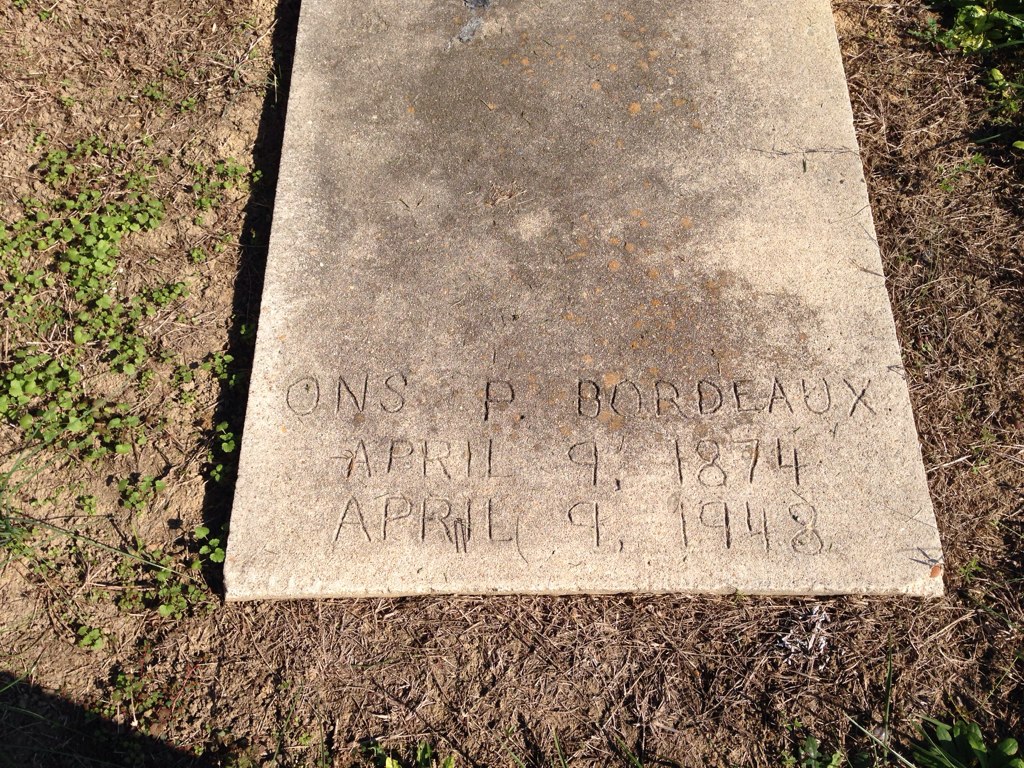 ONS P. BORDEAUX
APRIL 9, 1874
APRIL 9, 1948